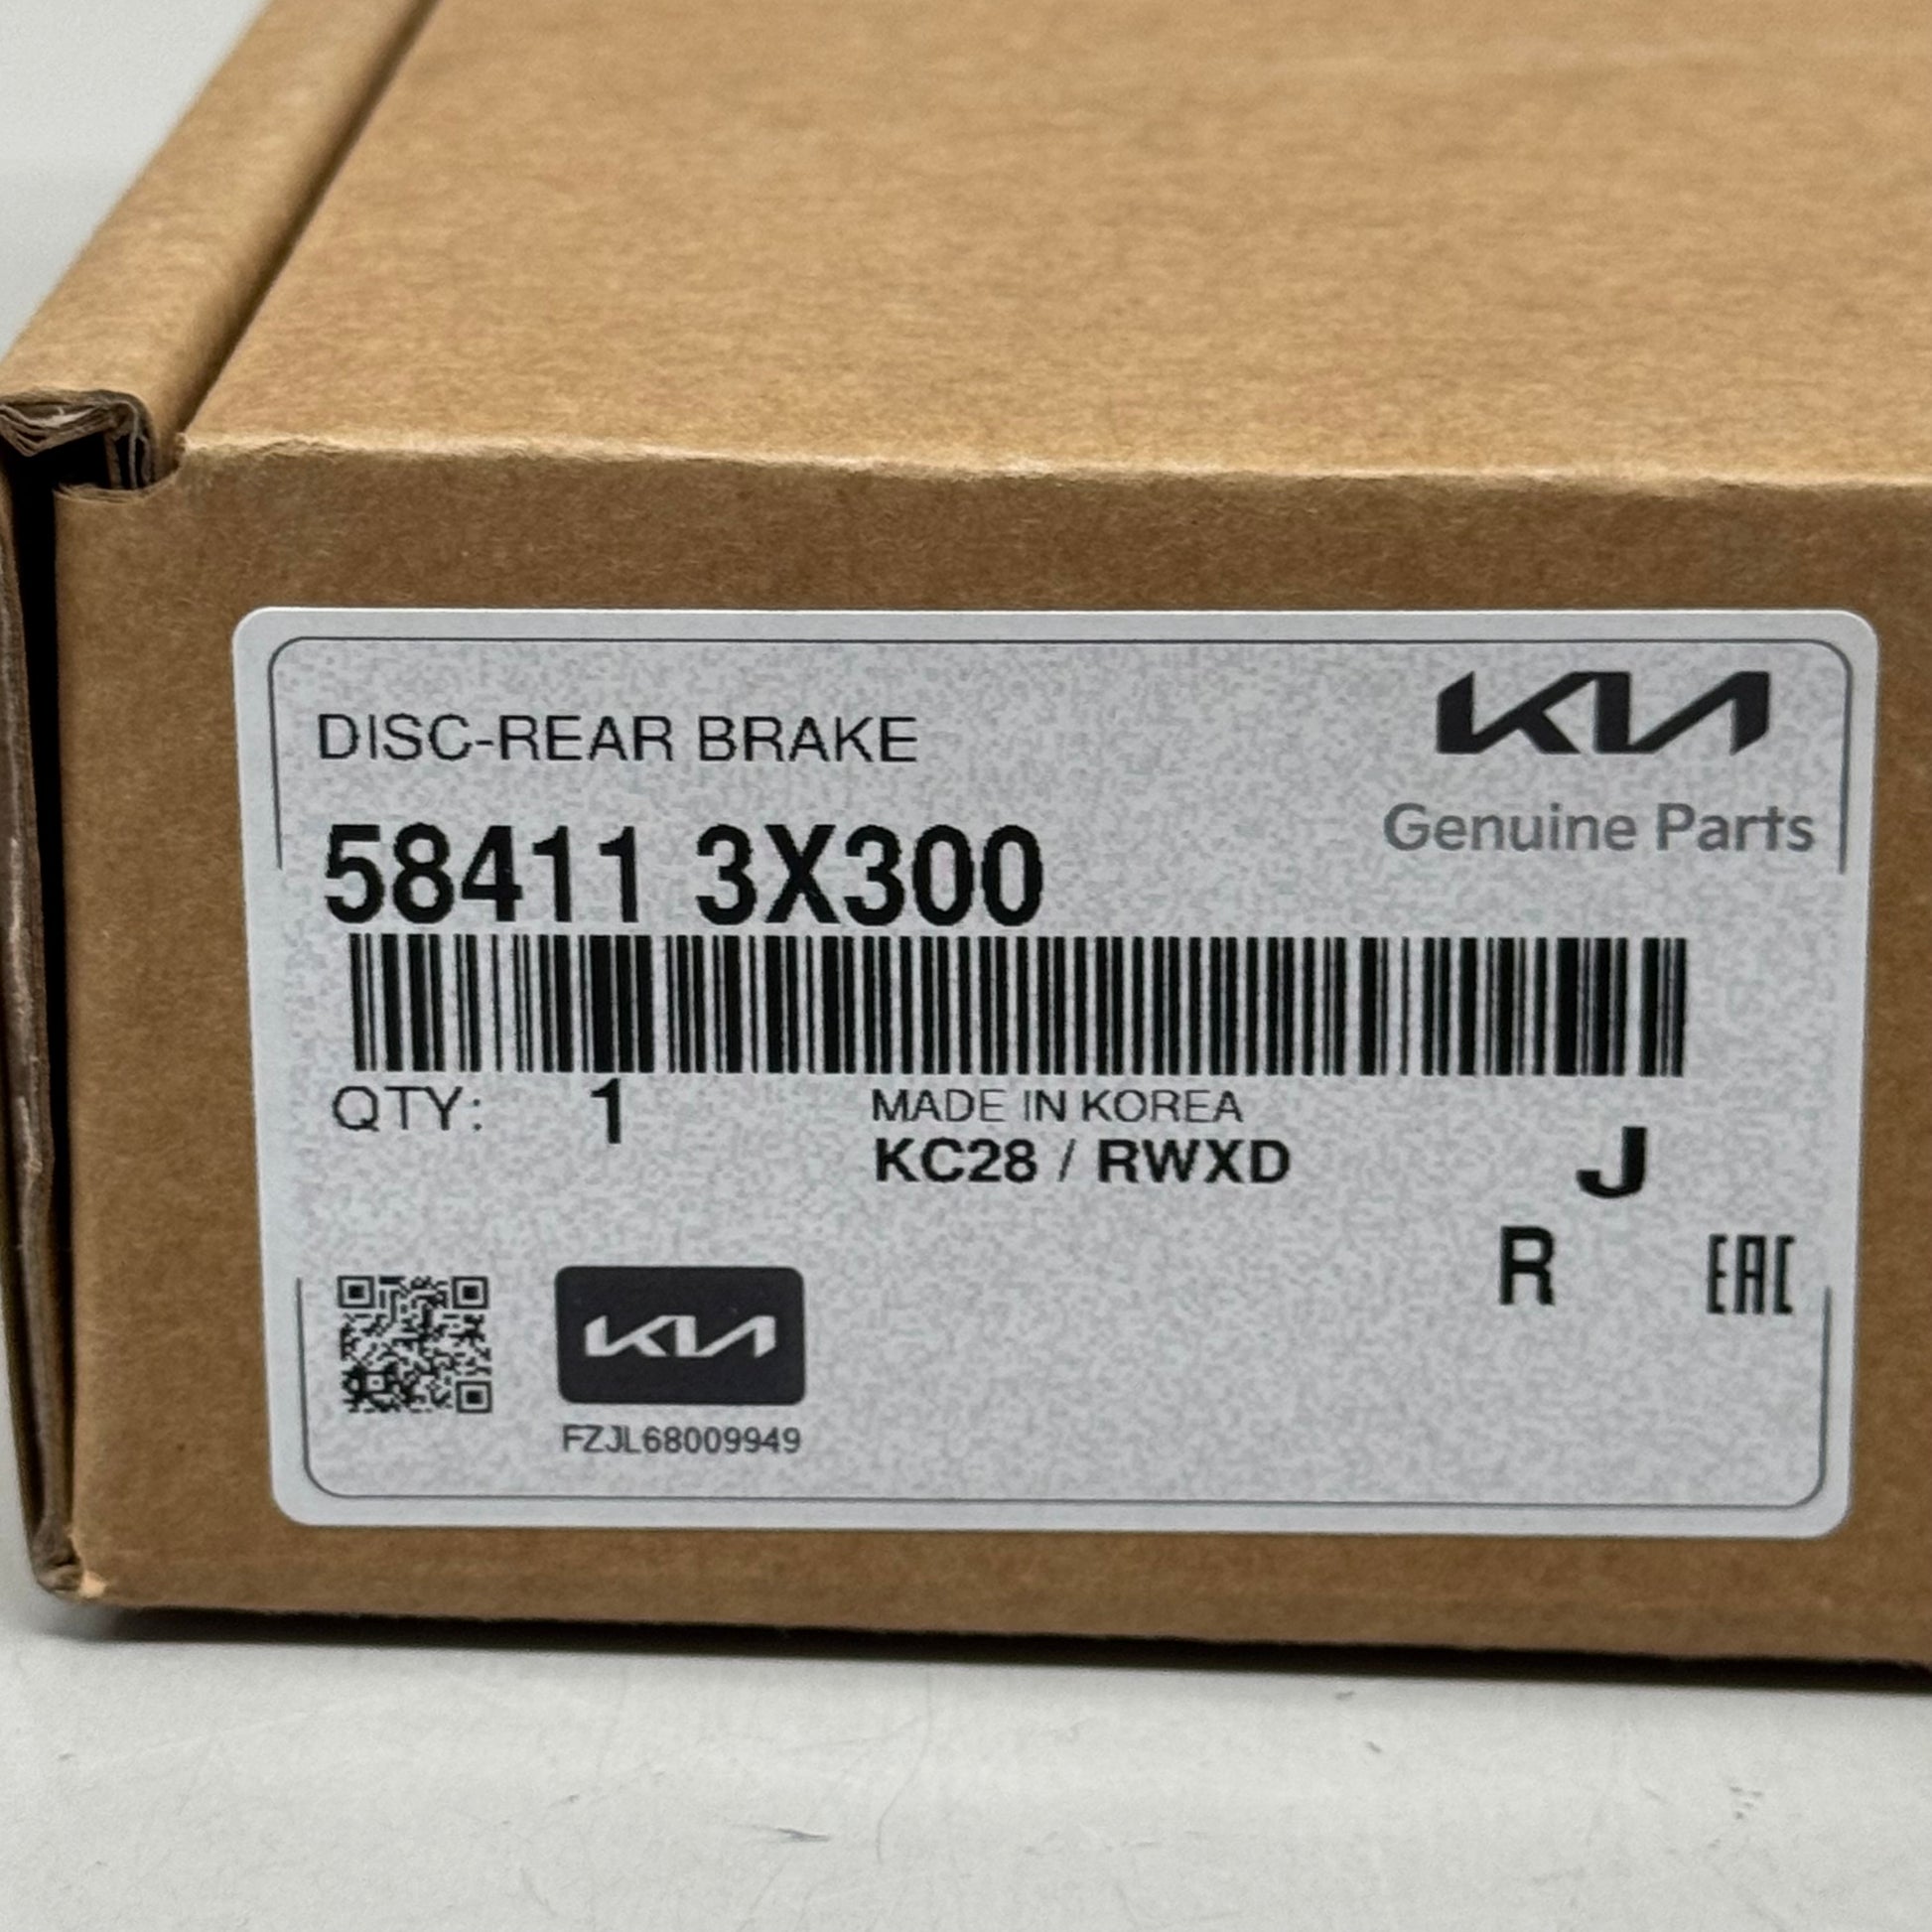 DISC-REAR BRAKE
KIA
Genuine Parts
58411 3X300
QTY: 1
MADE IN KOREA
KC28 / RWXD
J
R
EAC
KIA
FZJL68009949